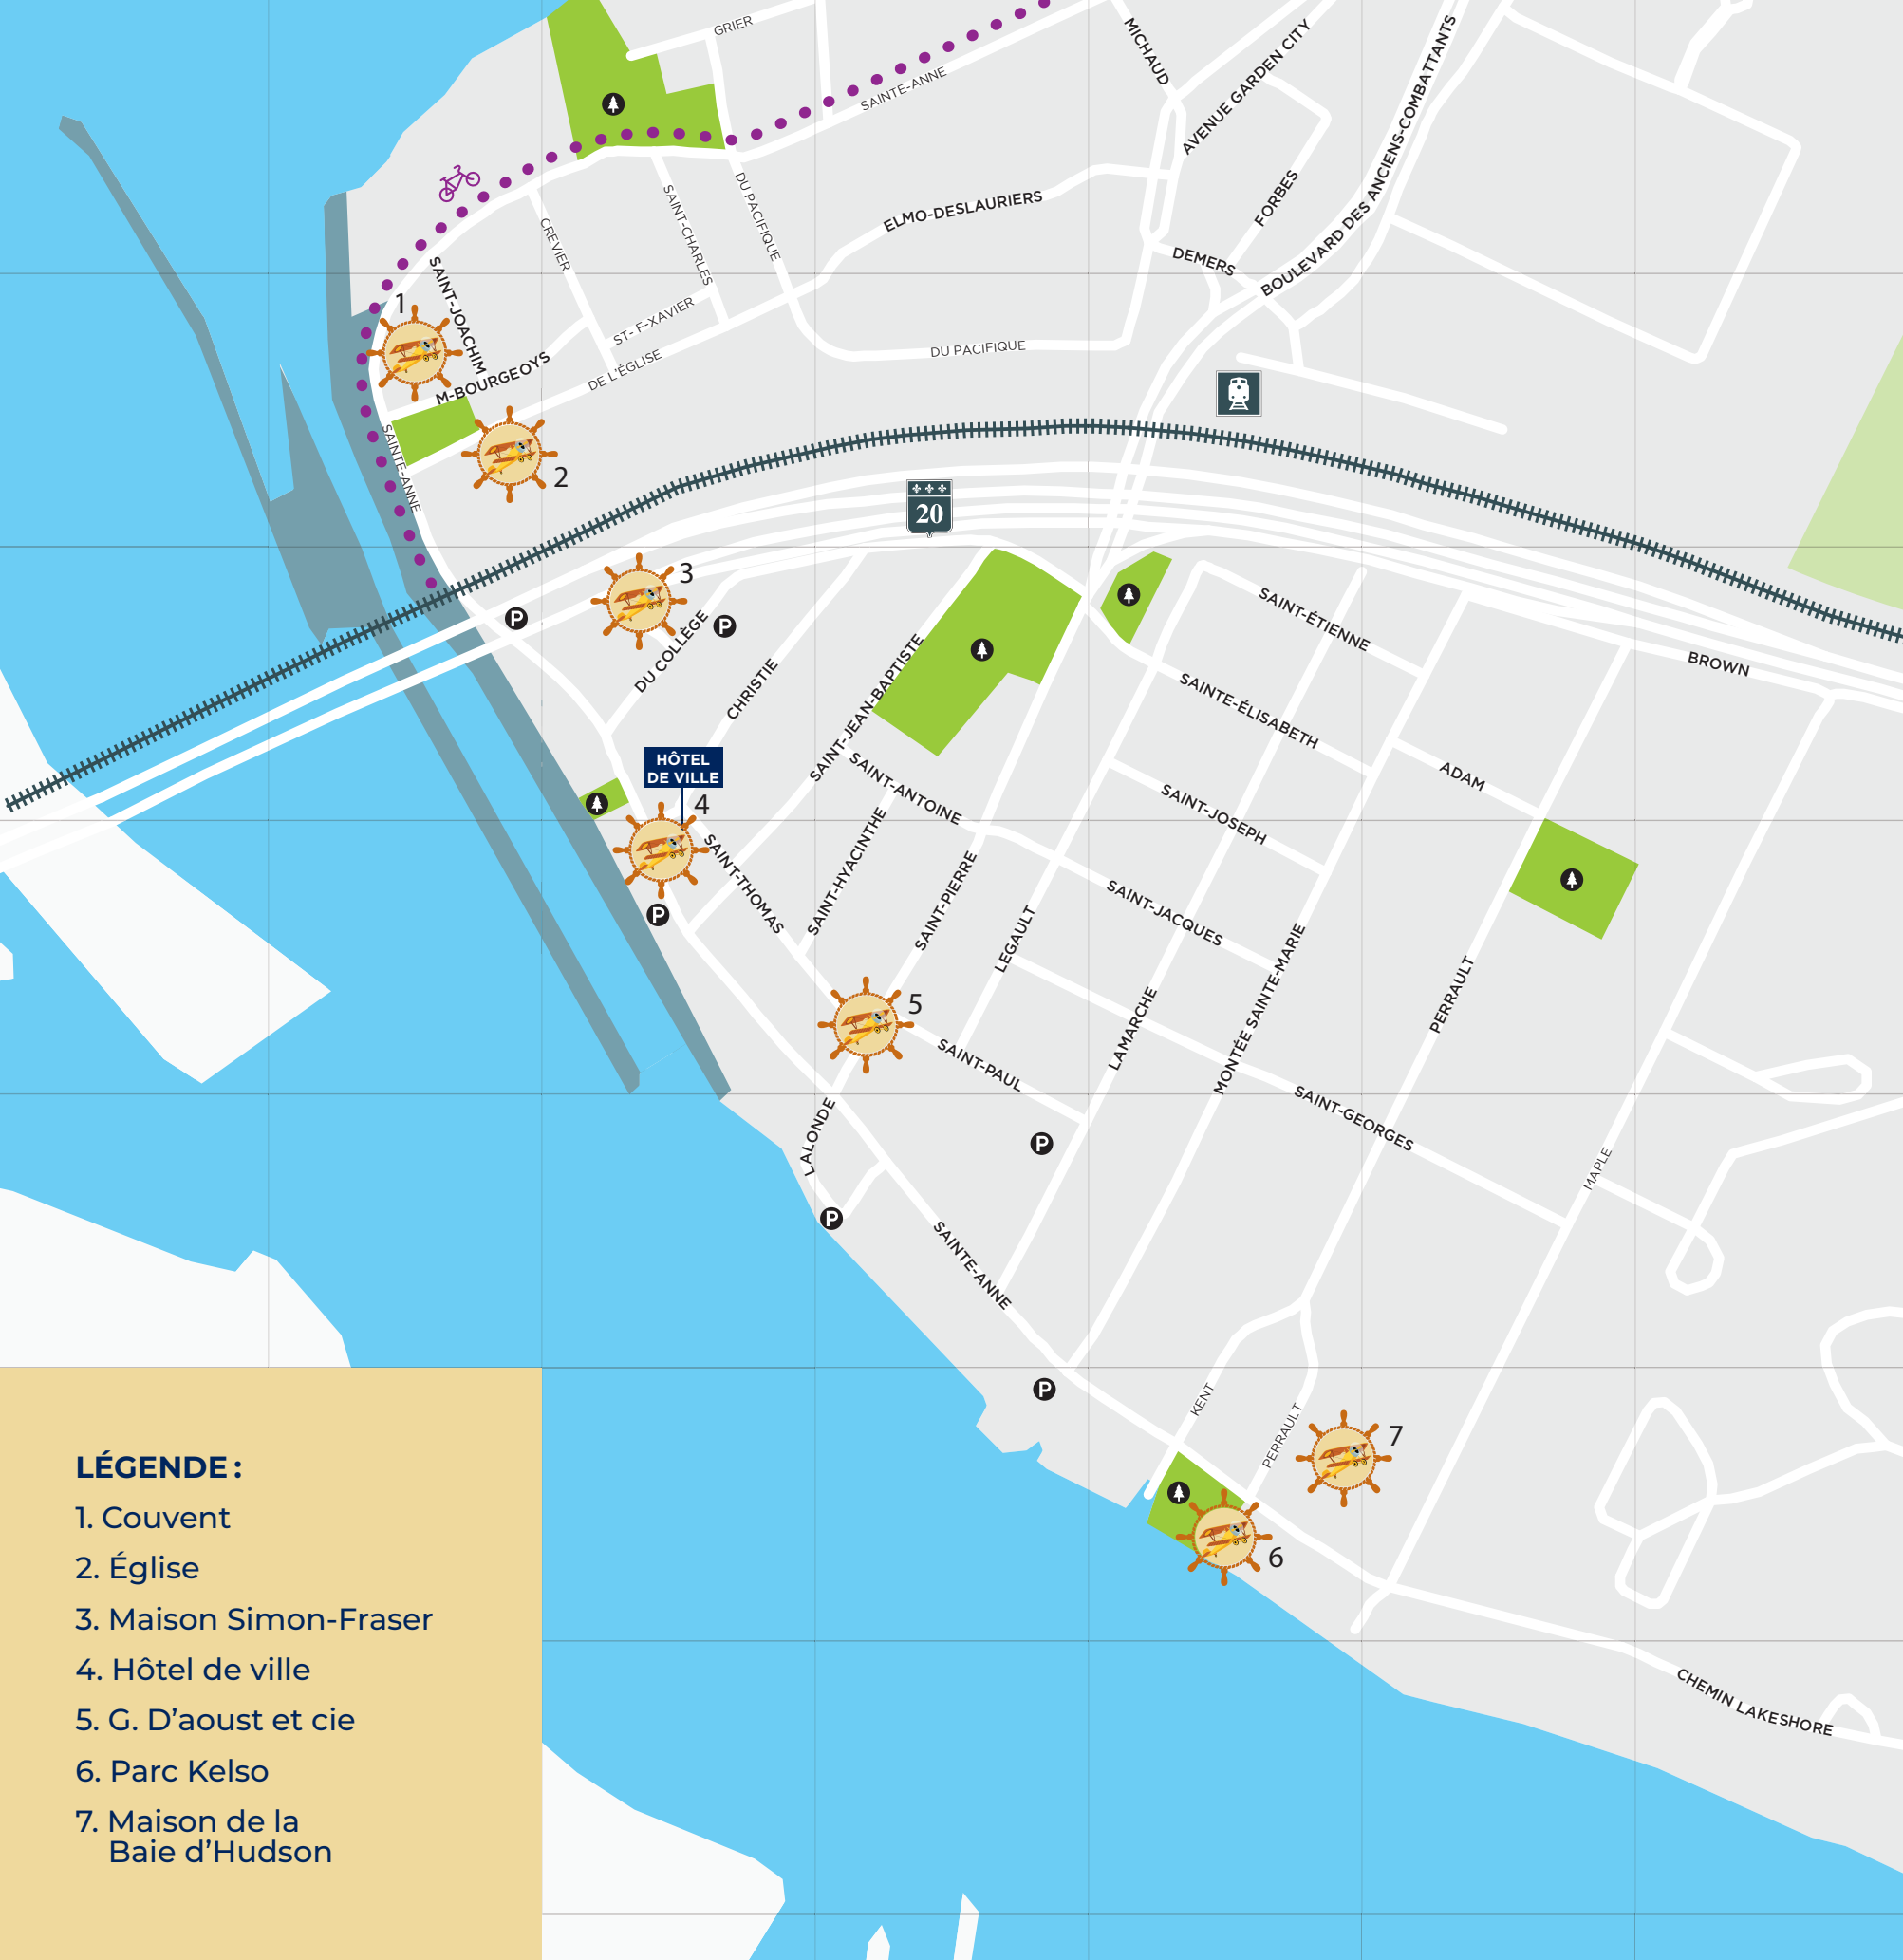 GRIER
SAINTE-ANNE
MICHAUD
AVENUE GARDEN CITY
BOULEVARD DES ANCIENS-COMBATTANTS
CREVIER
SAINT-CHARLES
DU PACIFIQUE
ELMO-DESLAURIERS
FORBES
DEMERS
SAINT-JOACHIM
1
ST- F-XAVIER
DU PACIFIQUE
M-BOURGEOYS
DE L'ÉGLISE
SAINTE-ANNE
2
20
3
P
P
DU COLLÈGE
CHRISTIE
SAINT-JEAN-BAPTISTE
SAINT-ÉTIENNE
BROWN
SAINTE-ÉLISABETH
HÔTEL
DE VILLE
4
SAINT-ANTOINE
ADAM
SAINT-JOSEPH
SAINT-THOMAS
SAINT-HYACINTHE
SAINT-PIERRE
LEGAULT
SAINT-JACQUES
P
5
LAMARCHE
MONTÉE SAINTE-MARIE
PERRAULT
SAINT-PAUL
LALONDE
P
SAINT-GEORGES
MAPLE
P
SAINTE-ANNE
P
KENT
PERRAULT
7
6
CHEMIN LAKESHORE
LÉGENDE :
1. Couvent
2. Église
3. Maison Simon-Fraser
4. Hôtel de ville
5. G. D'aoust et cie
6. Parc Kelso
7. Maison de la
Baie d'Hudson